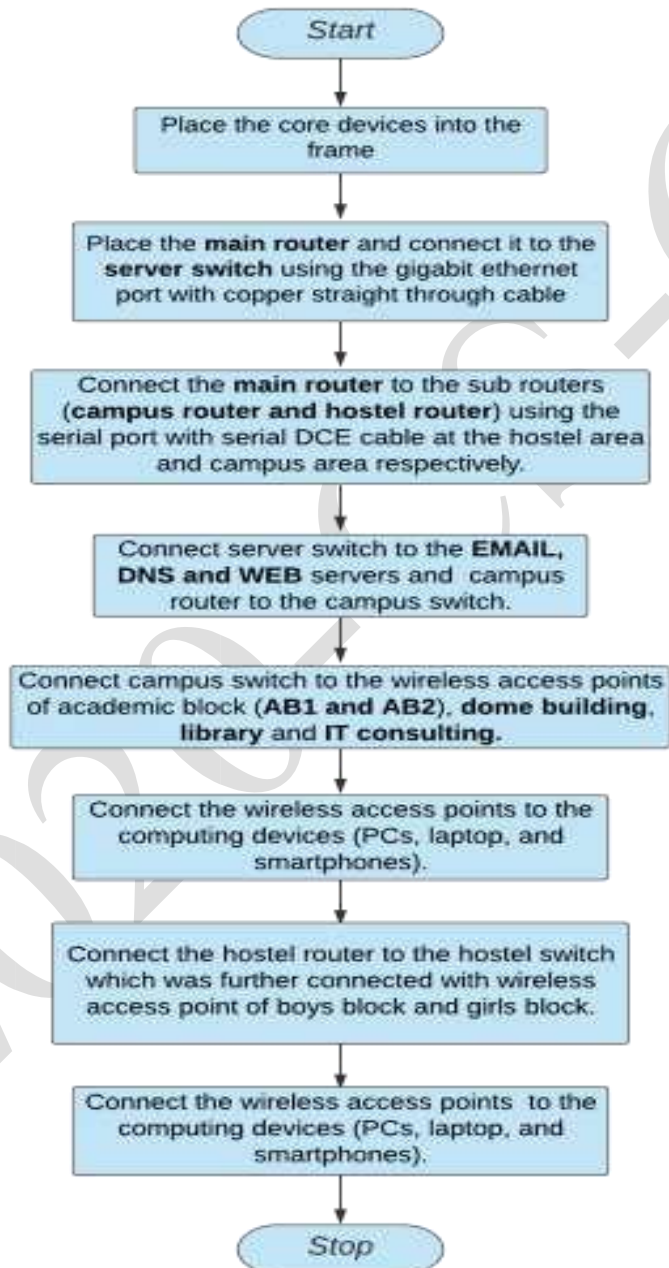 Start
Place the core devices into the
frame
Place the main router and connect it to the
server switch using the gigabit ethernet
port with copper straight through cable
Connect the main router to the sub routers
(campus router and hostel router) using the
serial port with serial DCE cable at the hostel area
and campus area respectively.
Connect server switch to the EMAIL,
DNS and WEB servers and campus
router to the campus switch.
Connect campus switch to the wireless access points
of academic block (AB1 and AB2), dome building,
library and IT consulting.
Connect the wireless access points to the
computing devices (PCs, laptop, and
smartphones).
Connect the hostel router to the hostel switch
which was further connected with wireless
access point of boys block and girls block.
Connect the wireless access points to the
computing devices (PCs, laptop, and
smartphones).
Stop